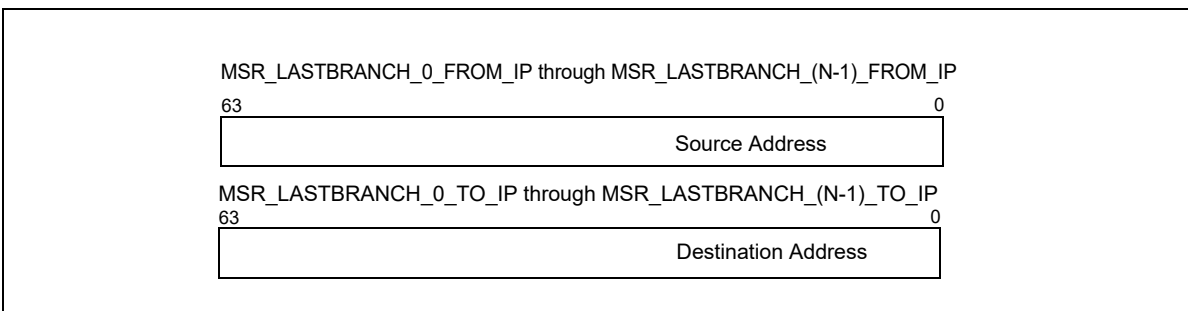 MSR_LASTBRANCH_0_FROM_IP through MSR_LASTBRANCH_(N-1)_FROM_IP
63 0
Source Address
MSR_LASTBRANCH_0_TO_IP through MSR_LASTBRANCH_(N-1)_TO_IP
63 0
Destination Address